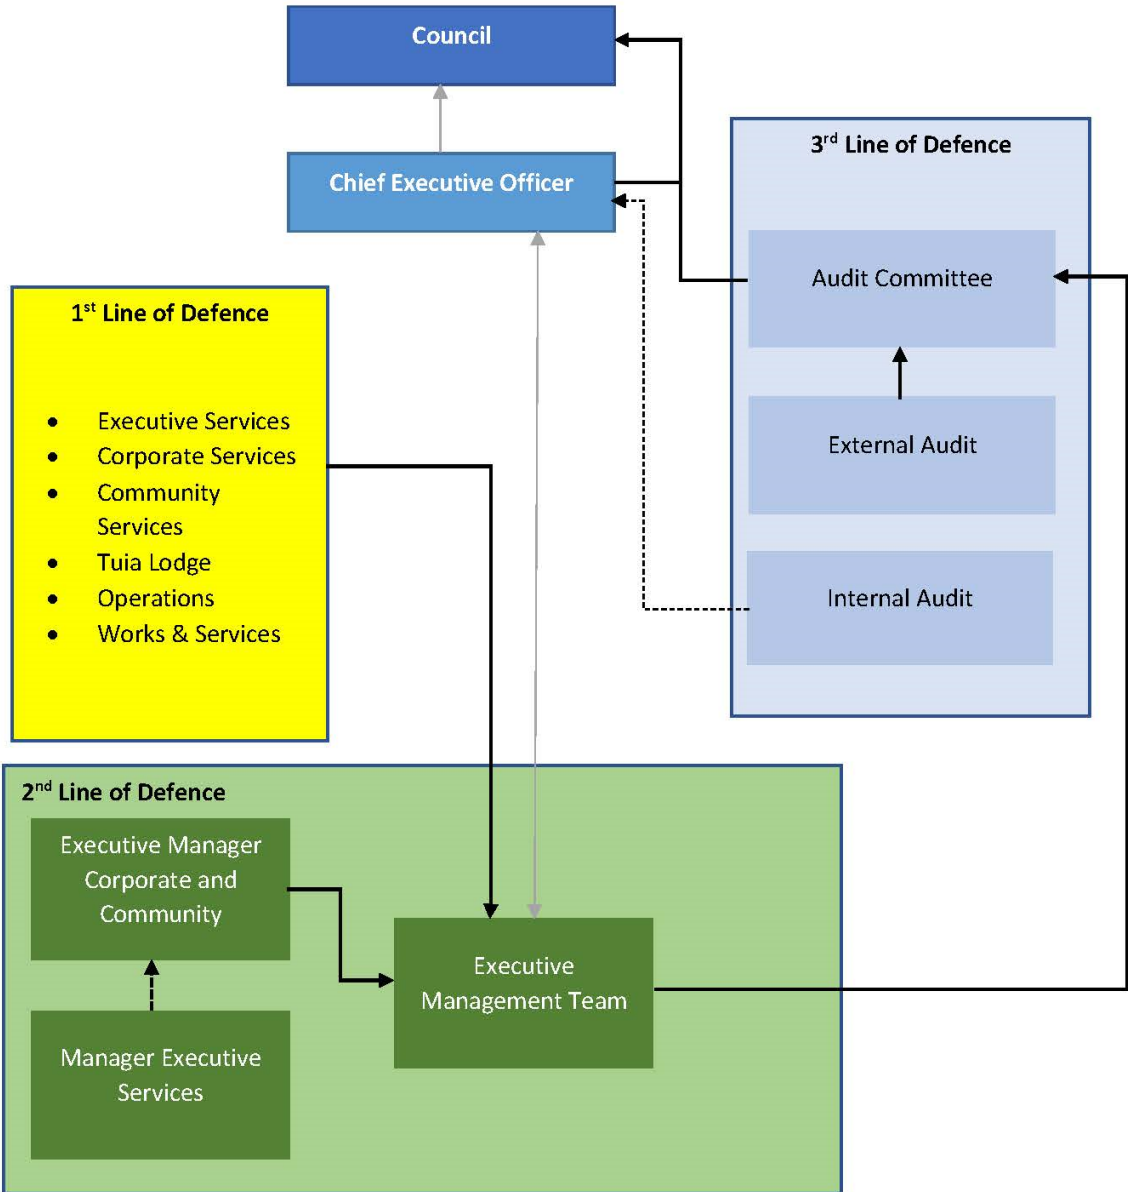 Council
Chief Executive Officer
3rd Line of Defence
Audit Committee
External Audit
Internal Audit
1st Line of Defence
• Executive Services
• Corporate Services
• Community
Services
• Tuia Lodge
• Operations
• Works & Services
2nd Line of Defence
Executive Manager
Corporate and
Community
Executive
Management Team
Manager Executive
Services